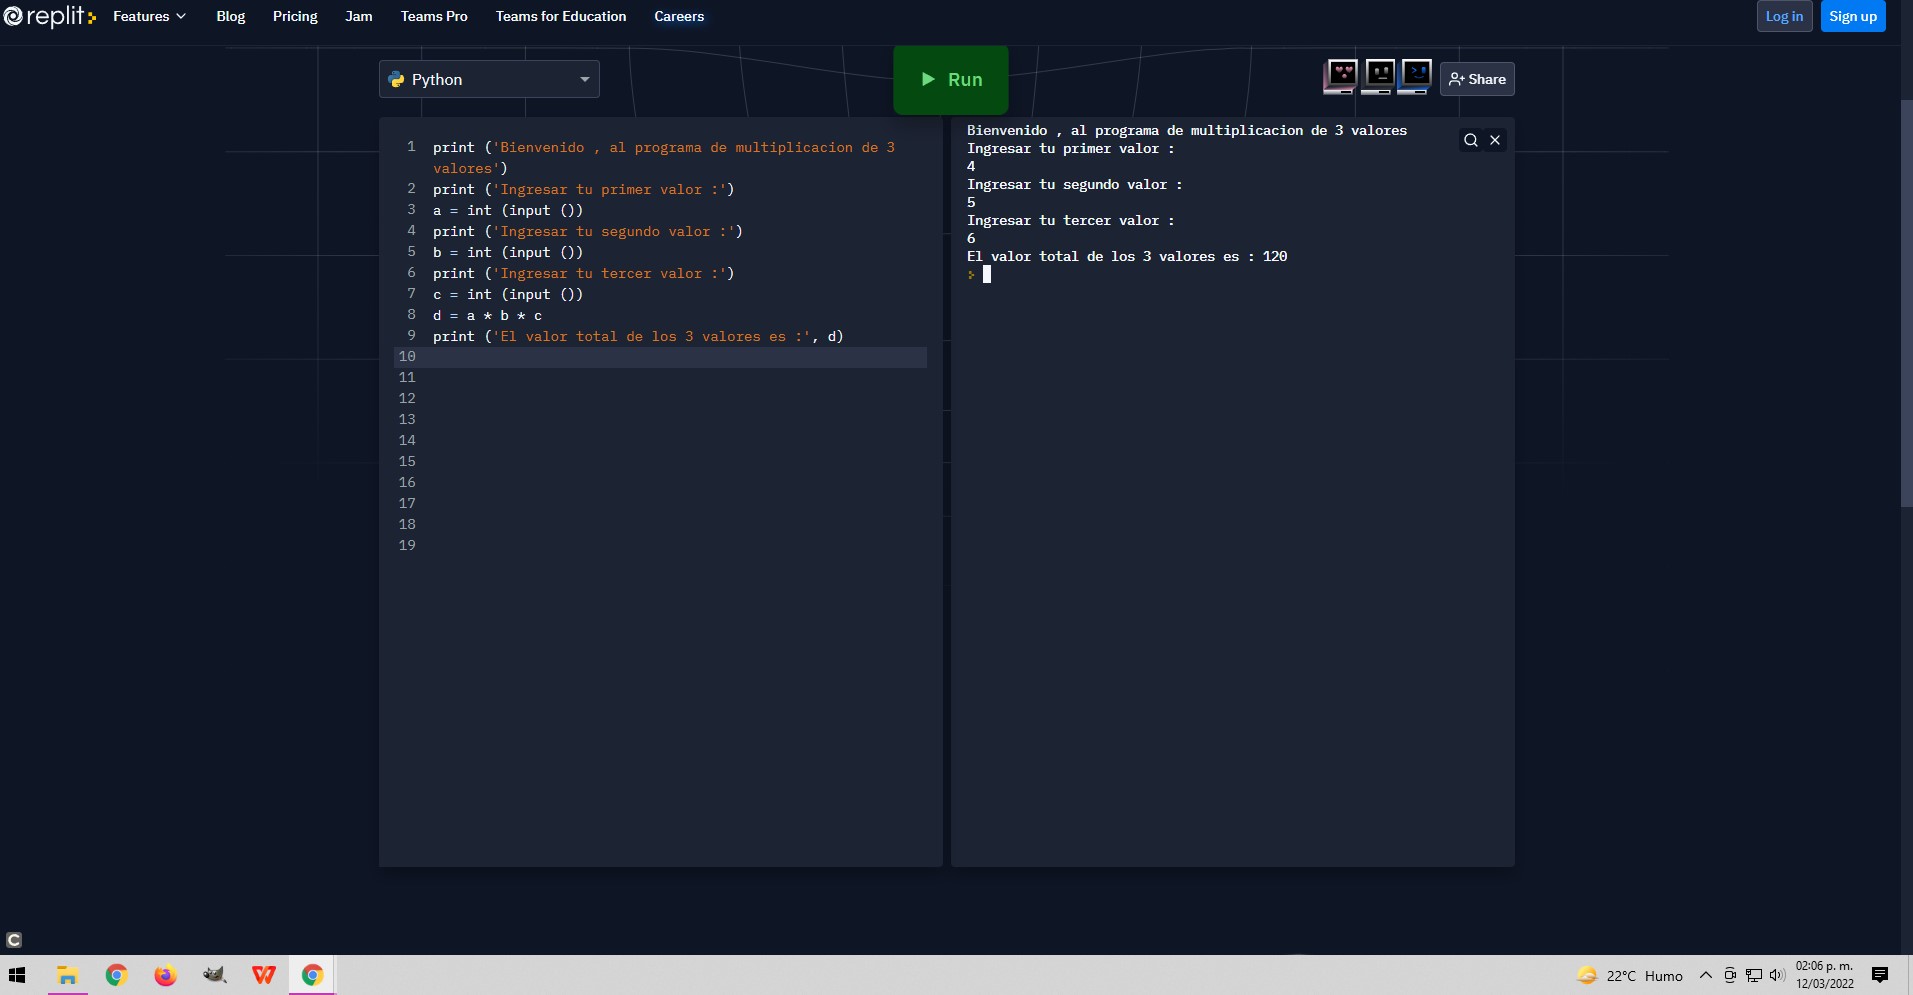 replit
Features Blog Pricing Jam Teams Pro Teams for Education Careers Log in Sign up
Python
Run
Share
1 print ('Bienvenido , al programa de multiplicacion de 3
valores')
2 print ('Ingresar tu primer valor :')
3 a = int (input ())
4 print ('Ingresar tu segundo valor :')
5 b = int (input ())
6 print ('Ingresar tu tercer valor :')
7 c = int (input ())
8 d = a * b * c
9 print ('El valor total de los 3 valores es :', d)
10
11
12
13
14
15
16
17
18
19
Bienvenido , al programa de multiplicacion de 3 valores
Ingresar tu primer valor :
4
Ingresar tu segundo valor :
5
Ingresar tu tercer valor :
6
El valor total de los 3 valores es : 120
C
22°C Humo
02:06 p. m.
12/03/2022